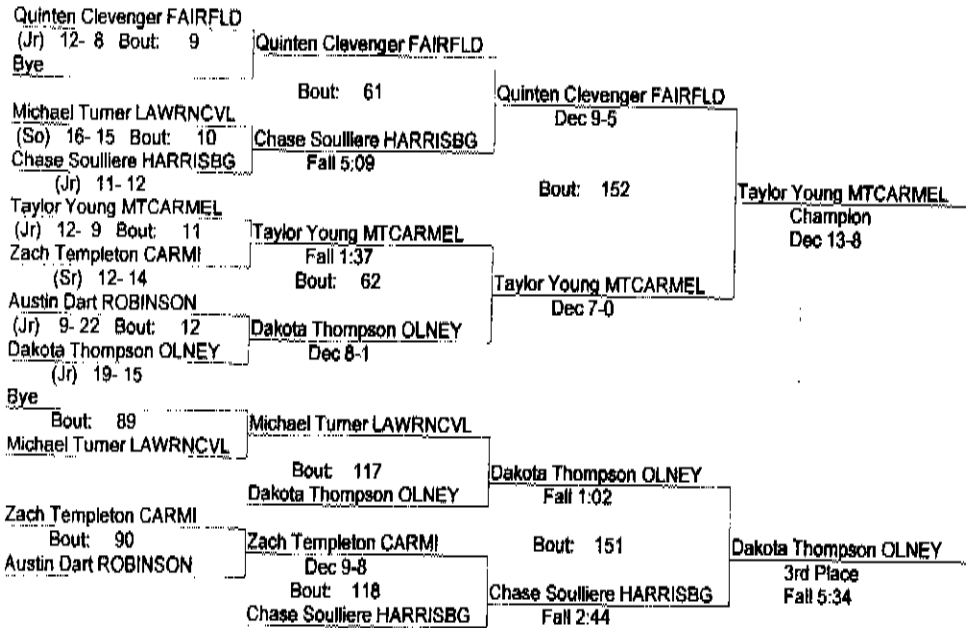 Quinten Clevenger FAIRFLD
(Jr) 12- 8 Bout: 9
Bye
Quinten Clevenger FAIRFLD
Bout: 61
Michael Turner LAWRNCVL
(So) 16- 15 Bout: 10
Chase Soulliere HARRISBG
(Jr) 11- 12
Chase Soulliere HARRISBG
Fall 5:09
Quinten Clevenger FAIRFLD
Dec 9-5
Bout: 152
Taylor Young MTCARMEL
(Jr) 12- 9 Bout: 11
Zach Templeton CARMI
(Sr) 12- 14
Taylor Young MTCARMEL
Fall 1:37
Bout: 62
Austin Dart ROBINSON
(Jr) 9- 22 Bout: 12
Dakota Thompson OLNEY
(Jr) 19- 15
Dakota Thompson OLNEY
Dec 8-1
Taylor Young MTCARMEL
Dec 7-0
Taylor Young MTCARMEL
Champion
Dec 13-8
Bye
Bout: 89
Michael Turner LAWRNCVL
Michael Turner LAWRNCVL
Bout: 117
Dakota Thompson OLNEY
Dakota Thompson OLNEY
Fall 1:02
Bout: 151
Zach Templeton CARMI
Bout: 90
Austin Dart ROBINSON
Zach Templeton CARMI
Dec 9-8
Bout: 118
Chase Soulliere HARRISBG
Chase Soulliere HARRISBG
Fall 2:44
Dakota Thompson OLNEY
3rd Place
Fall 5:34